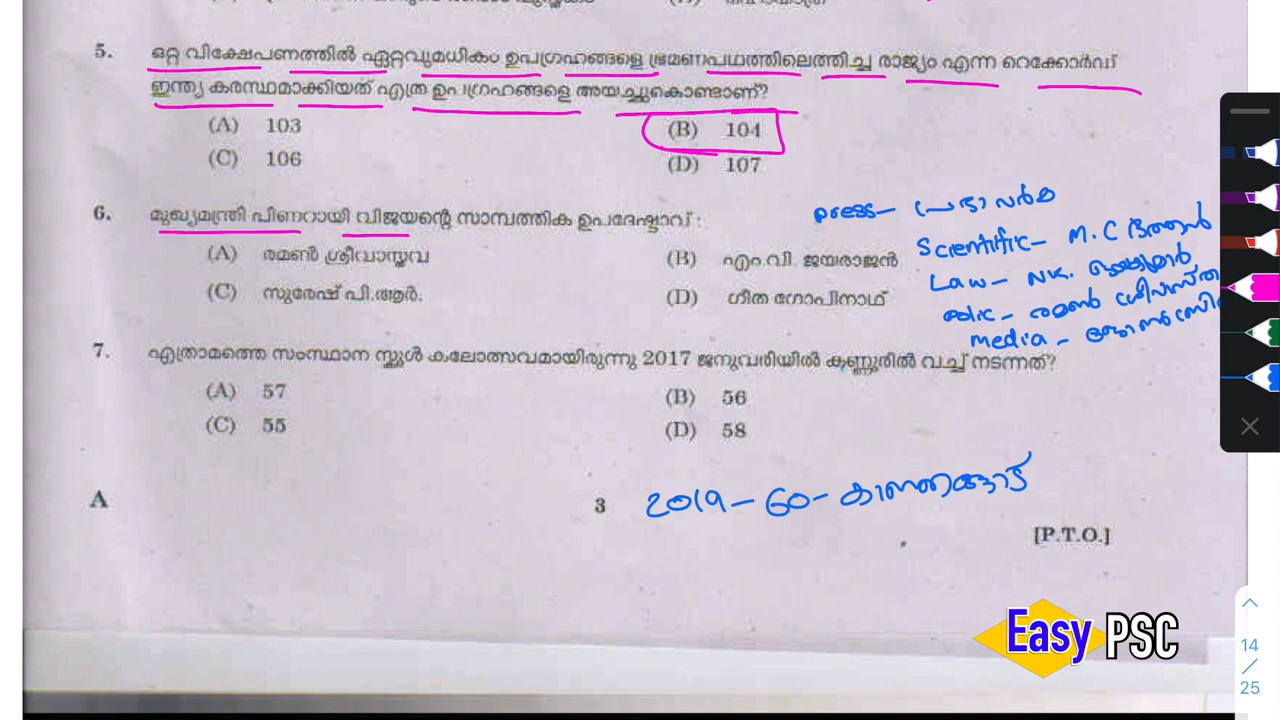 5. ഒറ്റ വിക്ഷേപണത്തിൽ ഏറ്റവുമധികം ഉപഗ്രഹങ്ങളെ ഭ്രമണപഥത്തിലെത്തിച്ച രാജ്യം എന്ന റെക്കോർഡ്
ഇന്ത്യ കരസ്ഥമാക്കിയത് എത്ര ഉപഗ്രഹങ്ങളെ അയച്ചുകൊണ്ടാണ്?
(A) 103 (B) 104
(C) 106 (D) 107
6. മുഖ്യമന്ത്രി പിണറായി വിജയന്റെ സാമ്പത്തിക ഉപദേഷ്ടാവ് :
press-
(A) രമൺ ശ്രീവാസ്തവ (B) എം.വി. ജയരാജൻ
Scientific- M.C ദത്തൻ
(C) സുരേഷ് പി.ആർ. (D) ഗീത ഗോപിനാഥ്
Law- NK.
രമൺ
media-
7. എത്രാമത്തെ സംസ്ഥാന സ്കൂൾ കലോത്സവമായിരുന്നു 2017 ജനുവരിയിൽ കണ്ണൂരിൽ വച്ച് നടന്നത്?
(A) 57 (B) 56
(C) 55 (D) 58
2019-60-കാഞ്ഞങ്ങാട്
A 3
[P.T.O.]
Easy PSC
14
/
25